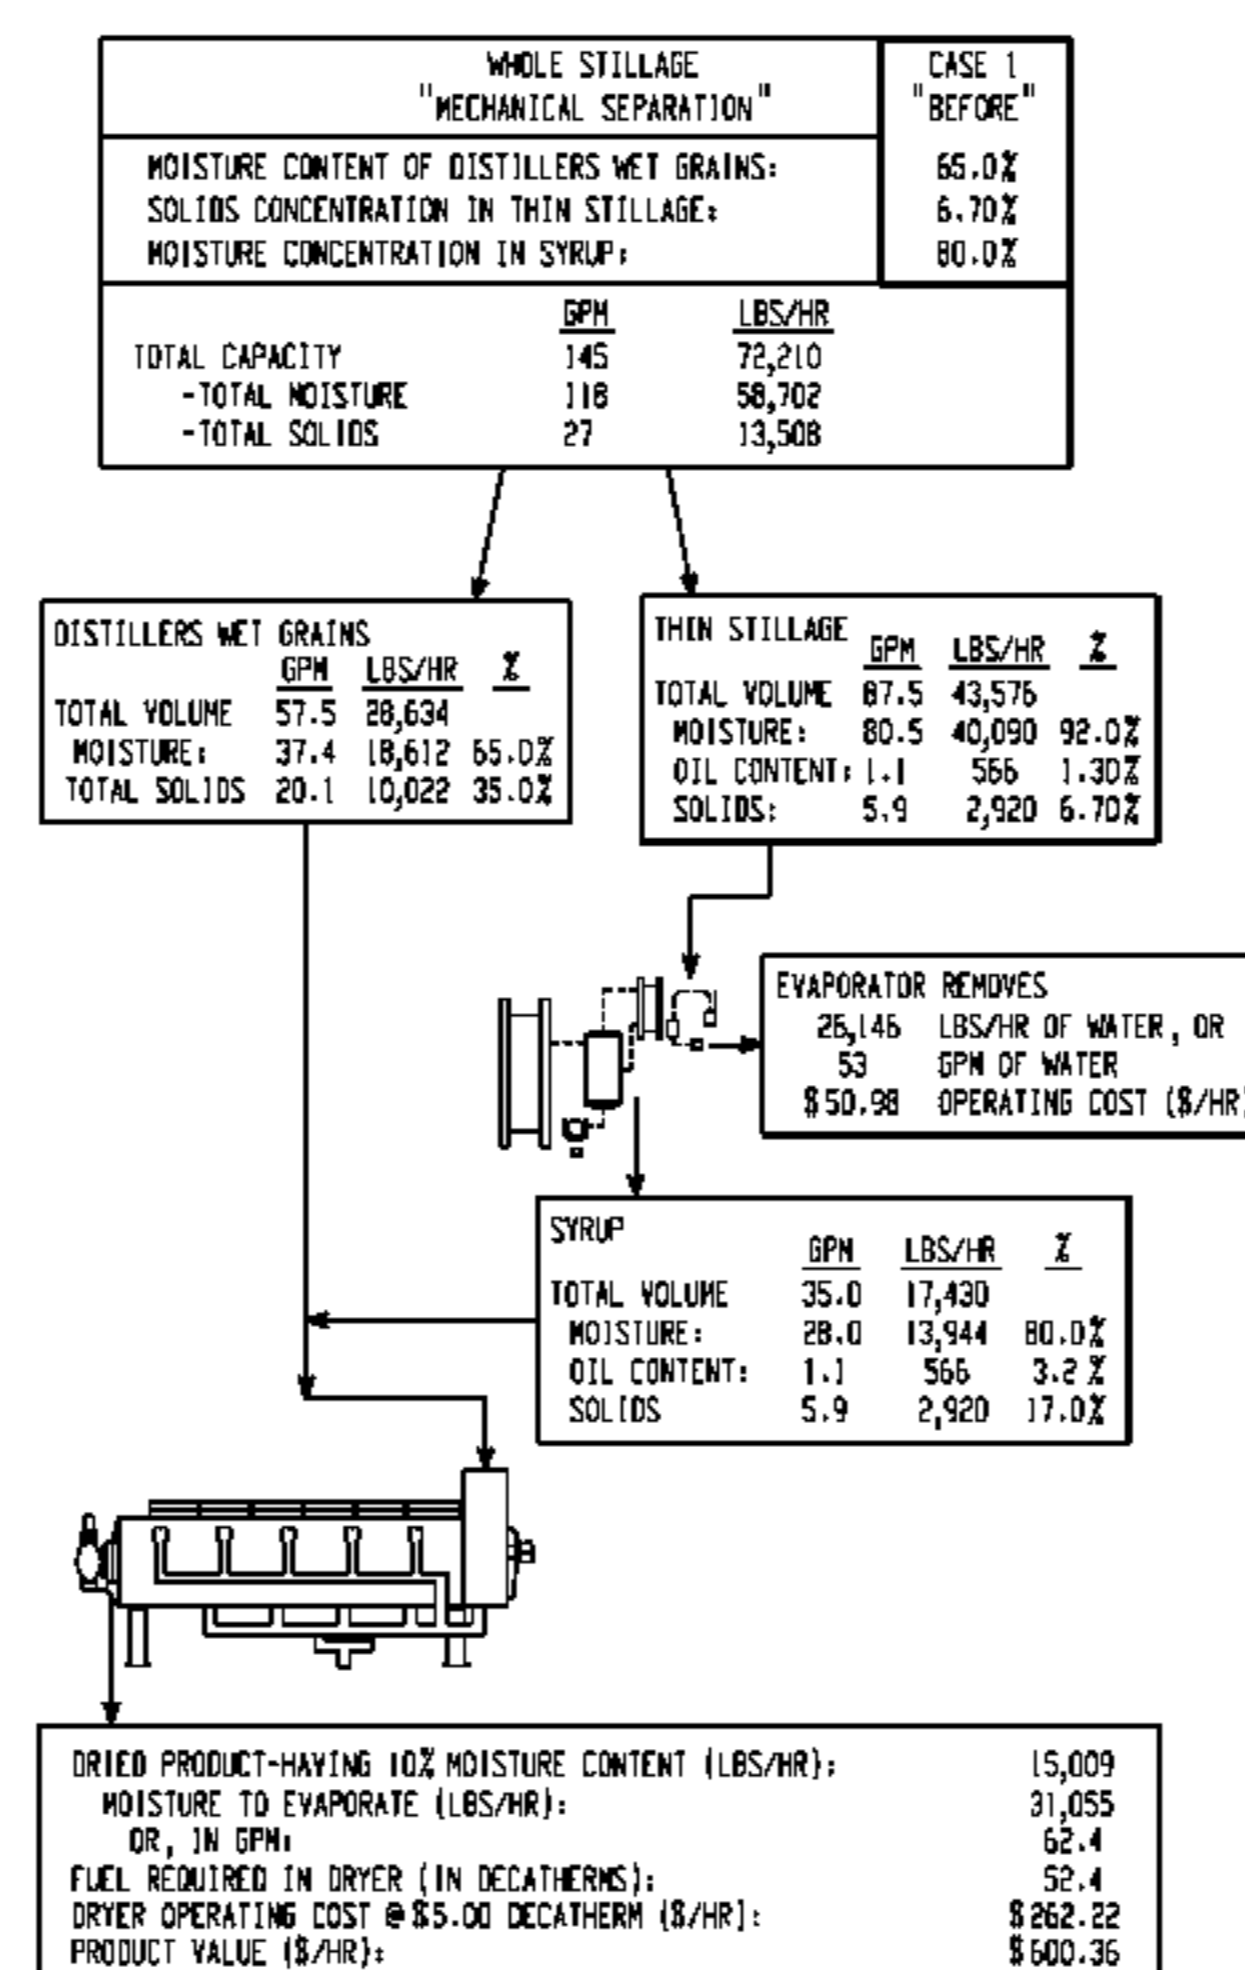 WHOLE STILLAGE
"MECHANICAL SEPARATION"
CASE 1
"BEFORE"
MOISTURE CONTENT OF DISTILLERS WET GRAINS: 65.0%
SOLIDS CONCENTRATION IN THIN STILLAGE: 6.70%
MOISTURE CONCENTRATION IN SYRUP: 80.0%
GPM LBS/HR
TOTAL CAPACITY 145 72,210
-TOTAL MOISTURE 118 58,702
-TOTAL SOLIDS 27 13,508
DISTILLERS WET GRAINS
GPM LBS/HR %
TOTAL VOLUME 57.5 28,634
MOISTURE: 37.4 18,612 65.0%
TOTAL SOLIDS 20.1 10,022 35.0%
THIN STILLAGE
GPM LBS/HR %
TOTAL VOLUME 87.5 43,576
MOISTURE: 80.5 40,090 92.0%
OIL CONTENT: 1.1 566 1.30%
SOLIDS: 5.9 2,920 6.70%
EVAPORATOR REMOVES
26,146 LBS/HR OF WATER, OR
53 GPM OF WATER
$50.98 OPERATING COST ($/HR)
SYRUP
GPM LBS/HR %
TOTAL VOLUME 35.0 17,430
MOISTURE: 28.0 13,944 80.0%
OIL CONTENT: 1.1 566 3.2%
SOLIDS 5.9 2,920 17.0%
DRIED PRODUCT-HAVING 10% MOISTURE CONTENT (LBS/HR): 15,009
MOISTURE TO EVAPORATE (LBS/HR): 31,055
OR, IN GPM: 62.4
FUEL REQUIRED IN DRYER (IN DECATHERMS): 52.4
DRYER OPERATING COST @ $5.00 DECATHERM ($/HR): $262.22
PRODUCT VALUE ($/HR): $600.36